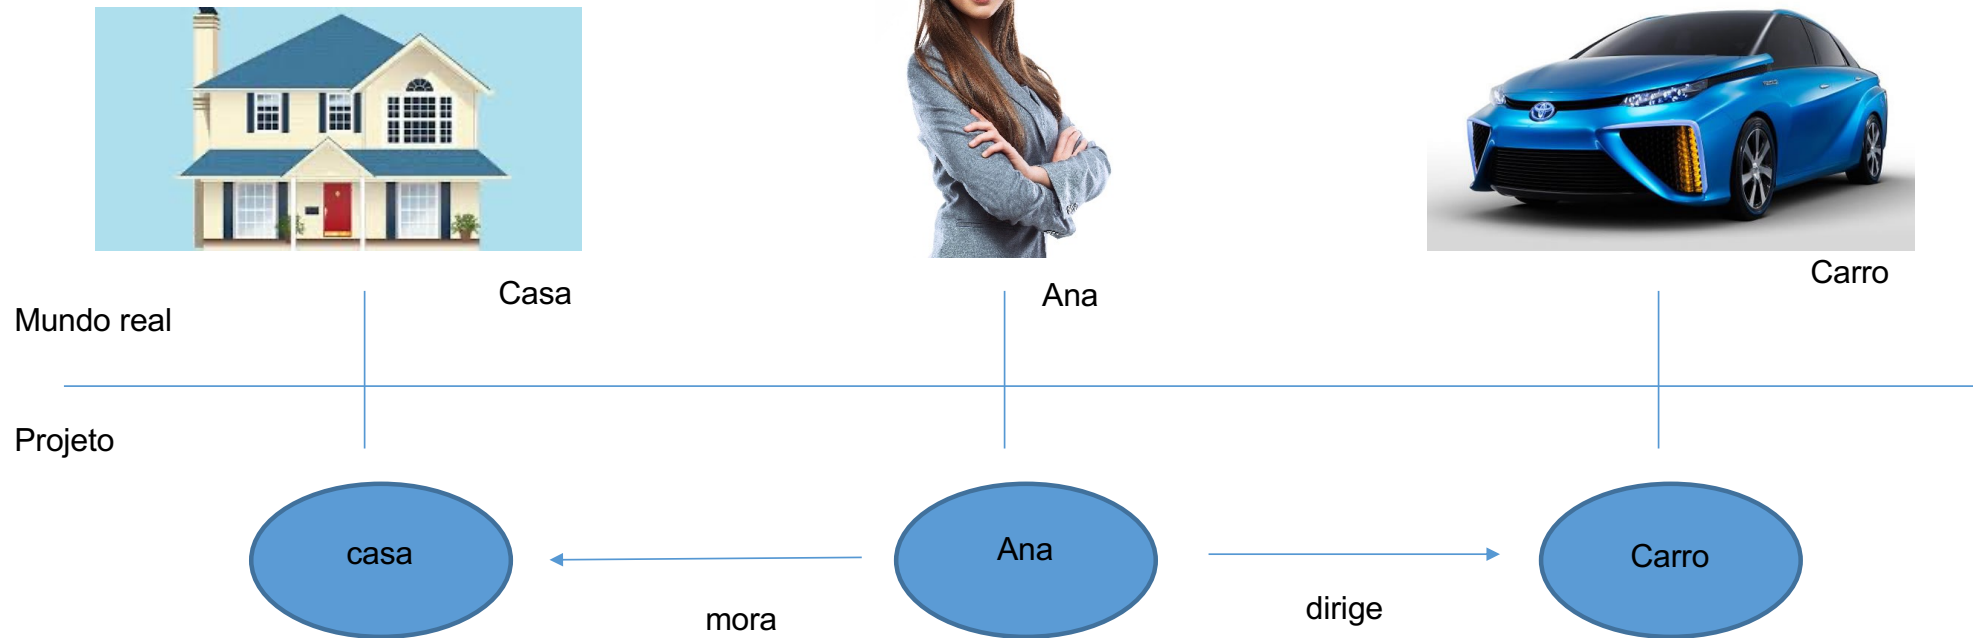 Casa
Ana
Carro
Mundo real
Projeto
casa
Ana
Carro
mora
dirige